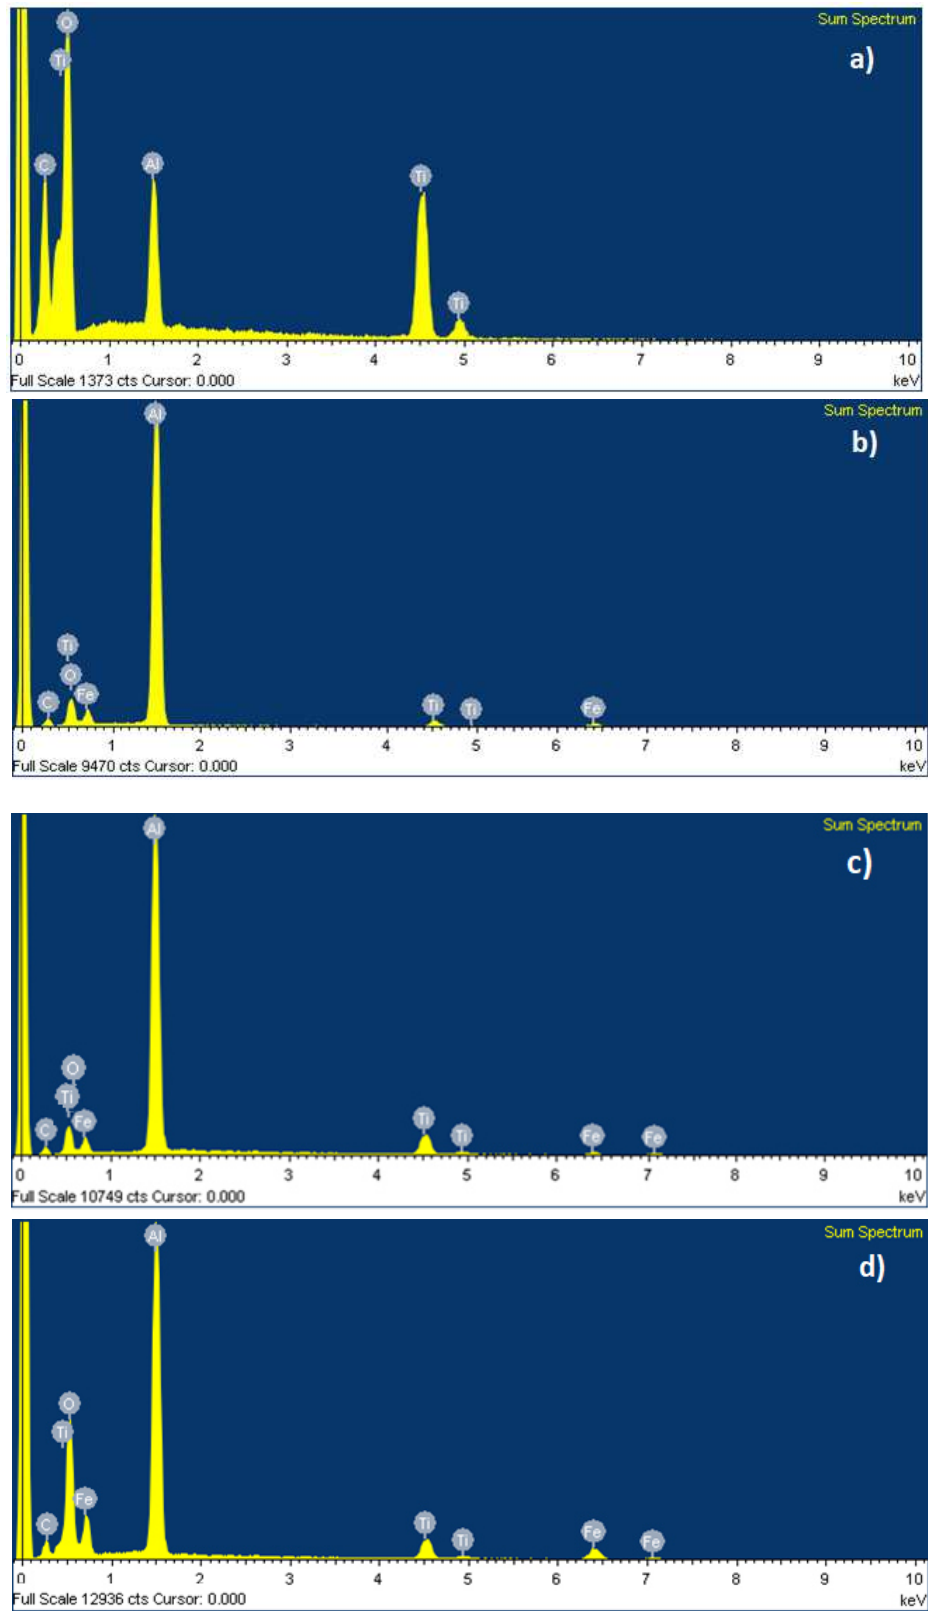 Sum Spectrum
a)
O
Ti
C Al Ti
Ti
0 1 2 3 4 5 6 7 8 9 10
Full Scale 1373 cts Cursor: 0.000 keV
Sum Spectrum
b)
Al
Ti
O
C Fe Ti Ti Fe
0 1 2 3 4 5 6 7 8 9 10
Full Scale 9470 cts Cursor: 0.000 keV
Sum Spectrum
c)
Al
O
Ti
C Fe Ti Ti Fe Fe
0 1 2 3 4 5 6 7 8 9 10
Full Scale 10749 cts Cursor: 0.000 keV
Sum Spectrum
d)
Al
O
Ti
Fe
C Ti Ti Fe Fe
0 1 2 3 4 5 6 7 8 9 10
Full Scale 12936 cts Cursor: 0.000 keV